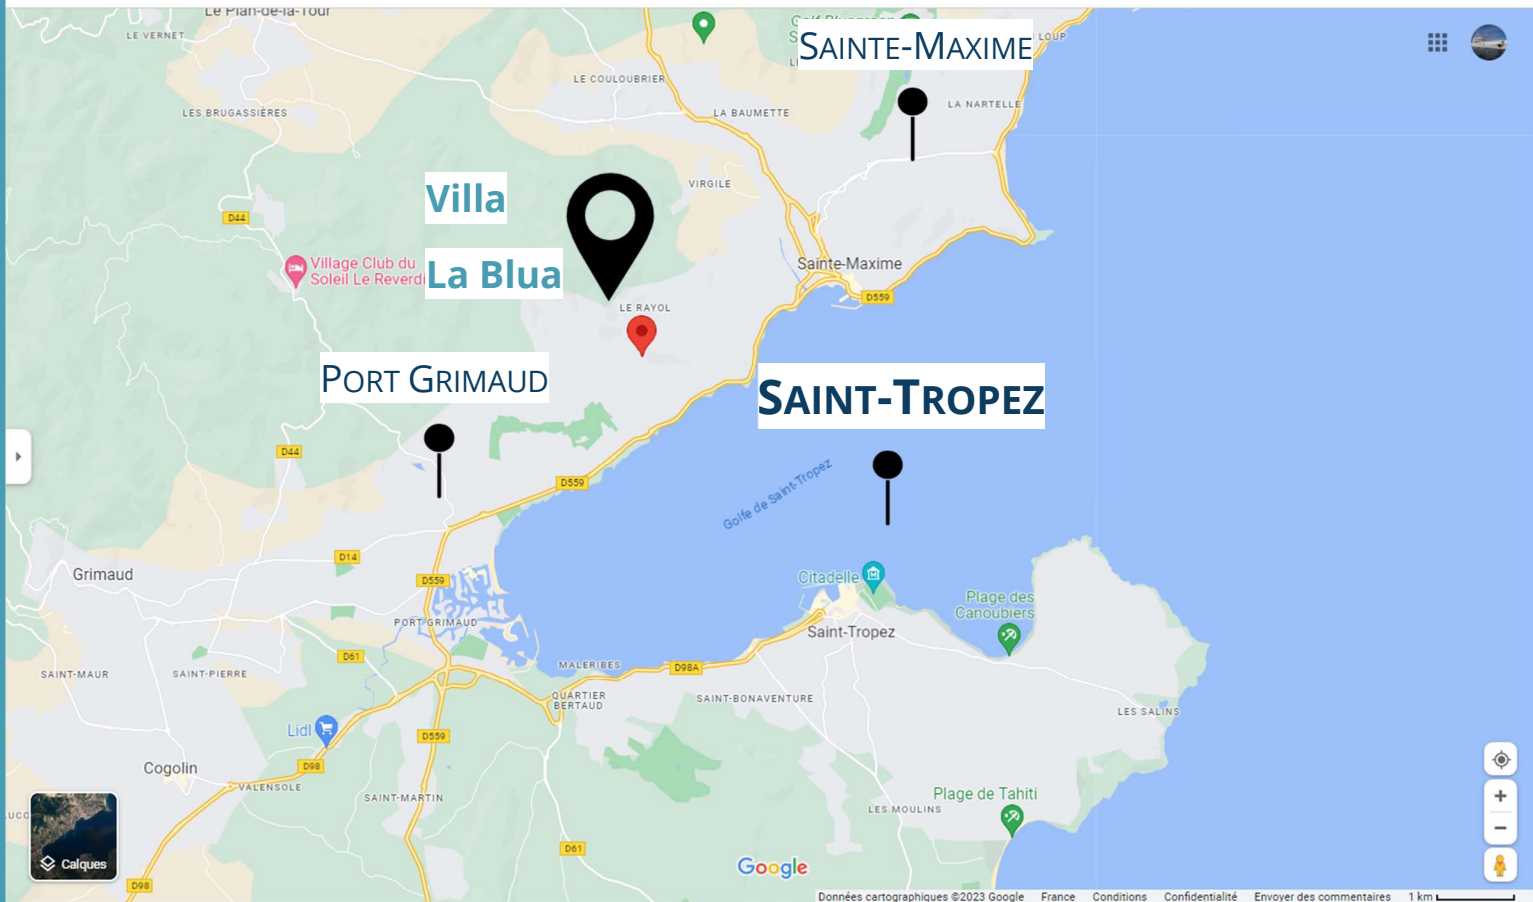 Le Plan-de-la-Tour
LE VERNET
SAINTE-MAXIME
LE COULOUBRIER
LES BRUGASSIÈRES
LA BAUMETTE
LA NARTELLE
Villa
VIRGILE
D44
Village Club du
Soleil Le Reverdi
La Blua
Sainte-Maxime
D559
LE RAYOL
PORT GRIMAUD
SAINT-TROPEZ
D44
D559
Golfe de Saint-Tropez
D14
Grimaud
D559
Citadelle
Plage des
Canoubiers
PORT GRIMAUD
Saint-Tropez
D61
MALERIBES
D98A
SAINT-MAUR
SAINT-PIERRE
QUARTIER
BERTAUD
SAINT-BONAVENTURE
LES SALINS
Lidl
D559
Cogolin
D98
VALENSOLE
SAINT-MARTIN
Plage de Tahiti
LES MOULINS
Calques
D61
Google
D98
Données cartographiques ©2023 Google France Conditions Confidentialité Envoyer des commentaires 1 km